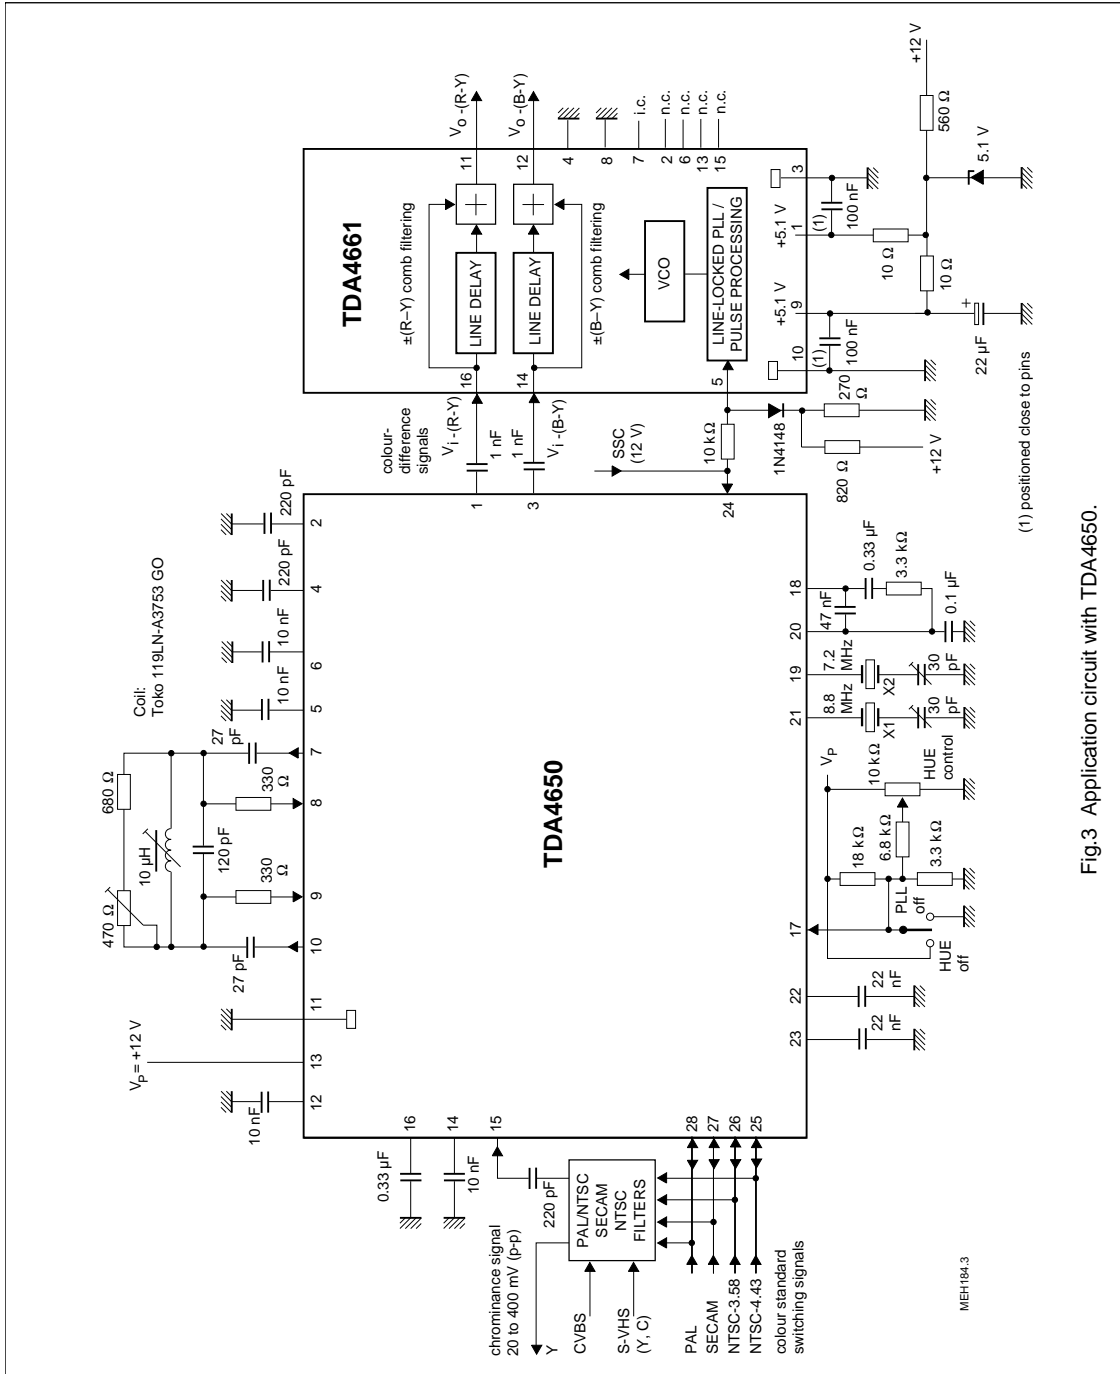 Fig.3 Application circuit with TDA4650.
TDA4661
TDA4650
Coil:
Toko 119LN-A3753 GO
470 Ω
680 Ω
10 μH
120 pF
330
Ω
330
Ω
27 pF
27
pF
10 nF
10 nF
10 nF
220 pF
220 pF
VP = +12 V
12
13
11
10
9
8
7
5
6
4
2
16
14
15
0.33 μF
10 nF
220 pF
chrominance signal
20 to 400 mV (p-p)
Y
CVBS
S-VHS
(Y, C)
PAL/NTSC
SECAM
NTSC
FILTERS
PAL
SECAM
NTSC-3.58
NTSC-4.43
colour standard
switching signals
28
27
26
25
23
22
17
21
19
20
18
22
nF
22
nF
HUE
off
PLL
off
VP
18 kΩ
6.8 kΩ
3.3 kΩ
10 kΩ
HUE
control
8.8
MHz
X1
30
pF
7.2
MHz
X2
30
pF
47 nF
0.33 μF
3.3 kΩ
0.1 μF
1
3
24
colour-
difference
signals
Vi -(R-Y)
1 nF
1 nF
Vi -(B-Y)
SSC
(12 V)
10 kΩ
1N4148
820 Ω
270
Ω
+12 V
16
14
5
±(R–Y) comb filtering
LINE DELAY
LINE DELAY
±(B–Y) comb filtering
VCO
LINE-LOCKED PLL /
PULSE PROCESSING
11
12
4
8
7
2
6
13
15
Vo -(R-Y)
Vo -(B-Y)
i.c.
n.c.
n.c.
n.c.
n.c.
10
9
1
3
+5.1 V
+5.1 V
(1)
100 nF
(1)
100 nF
10 Ω
10 Ω
22 μF
+
+12 V
560 Ω
5.1 V
(1) positioned close to pins
MEH184.3